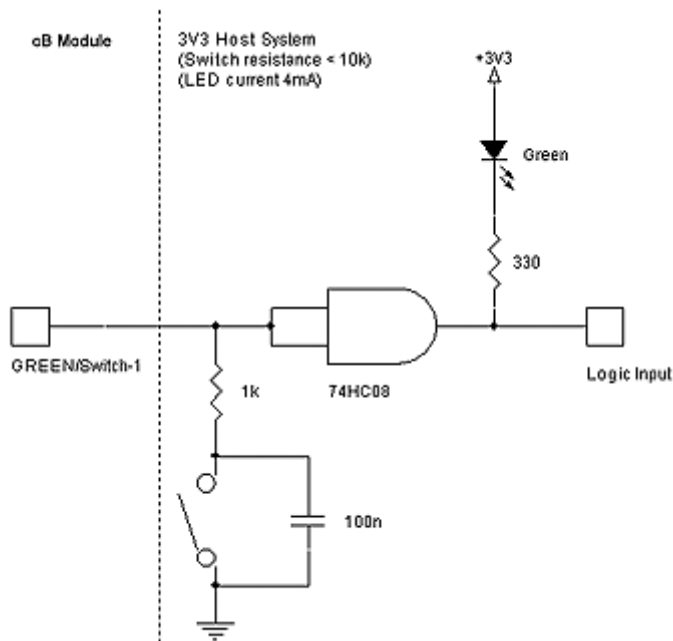 cB Module
3V3 Host System
(Switch resistance < 10k)
(LED current 4mA)
+3V3
Green
330
GREEN/Switch-1
1k
74HC08
Logic Input
100n